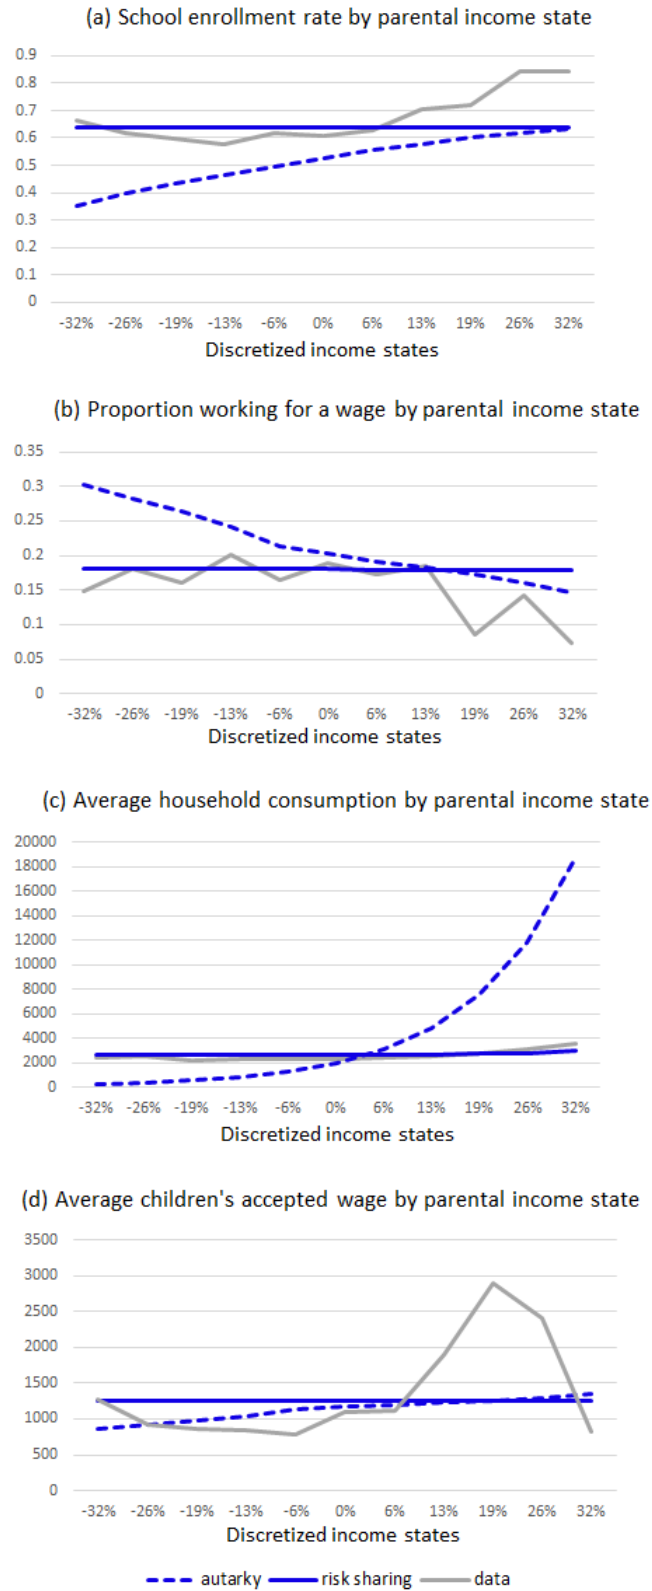 (a) School enrollment rate by parental income state
0.9
0.8
0.7
0.6
0.5
0.4
0.3
0.2
0.1
0
-32% -26% -19% -13% -6% 0% 6% 13% 19% 26% 32%
Discretized income states
(b) Proportion working for a wage by parental income state
0.35
0.3
0.25
0.2
0.15
0.1
0.05
0
-32% -26% -19% -13% -6% 0% 6% 13% 19% 26% 32%
Discretized income states
(c) Average household consumption by parental income state
20000
18000
16000
14000
12000
10000
8000
6000
4000
2000
0
-32% -26% -19% -13% -6% 0% 6% 13% 19% 26% 32%
Discretized income states
(d) Average children's accepted wage by parental income state
3500
3000
2500
2000
1500
1000
500
0
-32% -26% -19% -13% -6% 0% 6% 13% 19% 26% 32%
Discretized income states
autarky risk sharing data